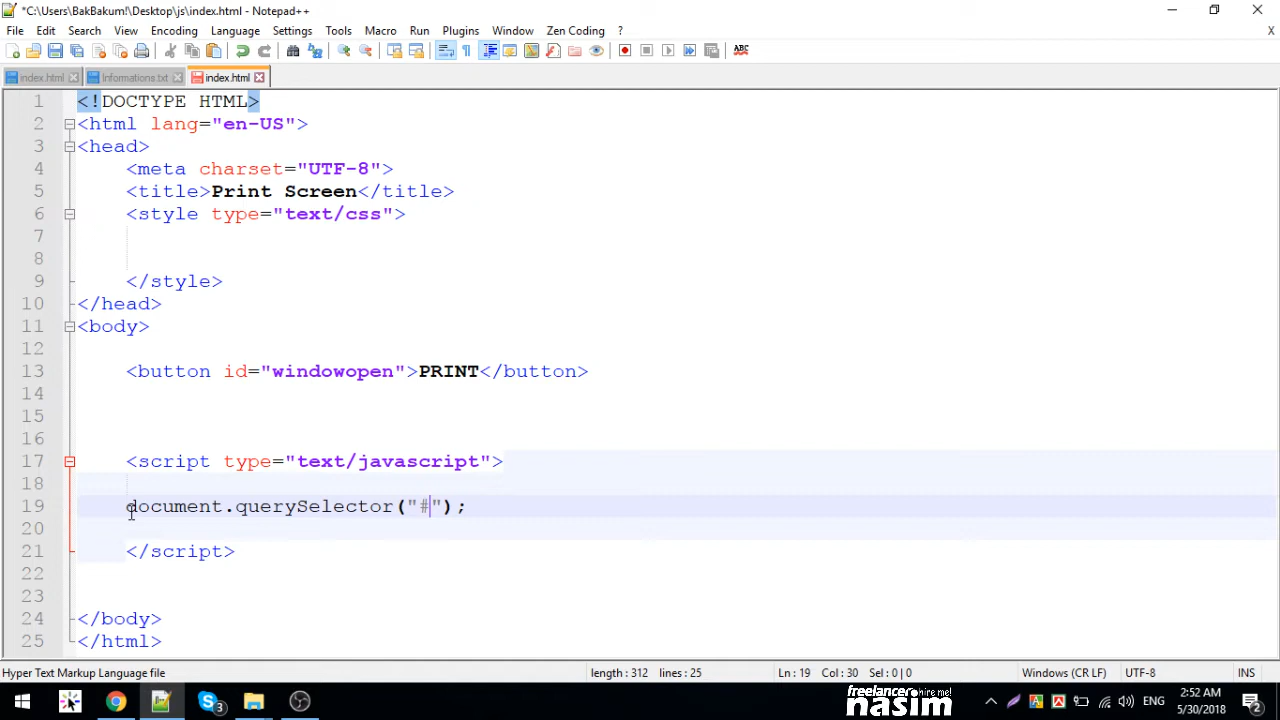 *C:\Users\BakBakum!\Desktop\js\index.html - Notepad++
File Edit Search View Encoding Language Settings Tools Macro Run Plugins Window Zen Coding ? X
ABC
index.html Informations.txt index.html
1 <!DOCTYPE HTML>
2 <html lang="en-US">
3 <head>
4 <meta charset="UTF-8">
5 <title>Print Screen</title>
6 <style type="text/css">
7
8
9 </style>
10 </head>
11 <body>
12
13 <button id="windowopen">PRINT</button>
14
15
16
17 <script type="text/javascript">
18
19 document.querySelector("#");
20
21 </script>
22
23
24 </body>
25 </html>
Hyper Text Markup Language file length : 312 lines : 25 Ln : 19 Col : 30 Sel : 0 | 0 Windows (CR LF) UTF-8 INS
freelancer hire me!
nasim
3 ENG 2:52 AM
5/30/2018 2